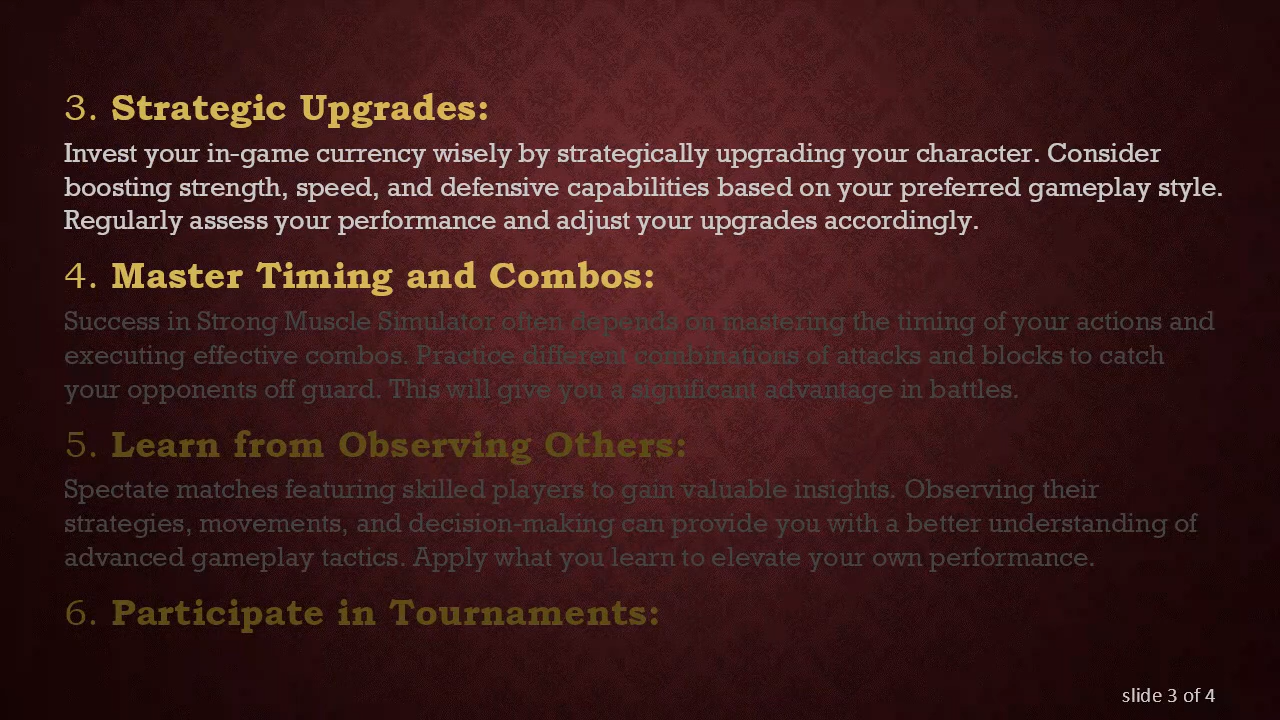 3. Strategic Upgrades:
Invest your in-game currency wisely by strategically upgrading your character. Consider
boosting strength, speed, and defensive capabilities based on your preferred gameplay style.
Regularly assess your performance and adjust your upgrades accordingly.
4. Master Timing and Combos:
Success in Strong Muscle Simulator often depends on mastering the timing of your actions and
executing effective combos. Practice different combinations of attacks and blocks to catch
your opponents off guard. This will give you a significant advantage in battles.
5. Learn from Observing Others:
Spectate matches featuring skilled players to gain valuable insights. Observing their
strategies, movements, and decision-making can provide you with a better understanding of
advanced gameplay tactics. Apply what you learn to elevate your own performance.
6. Participate in Tournaments:
slide 3 of 4